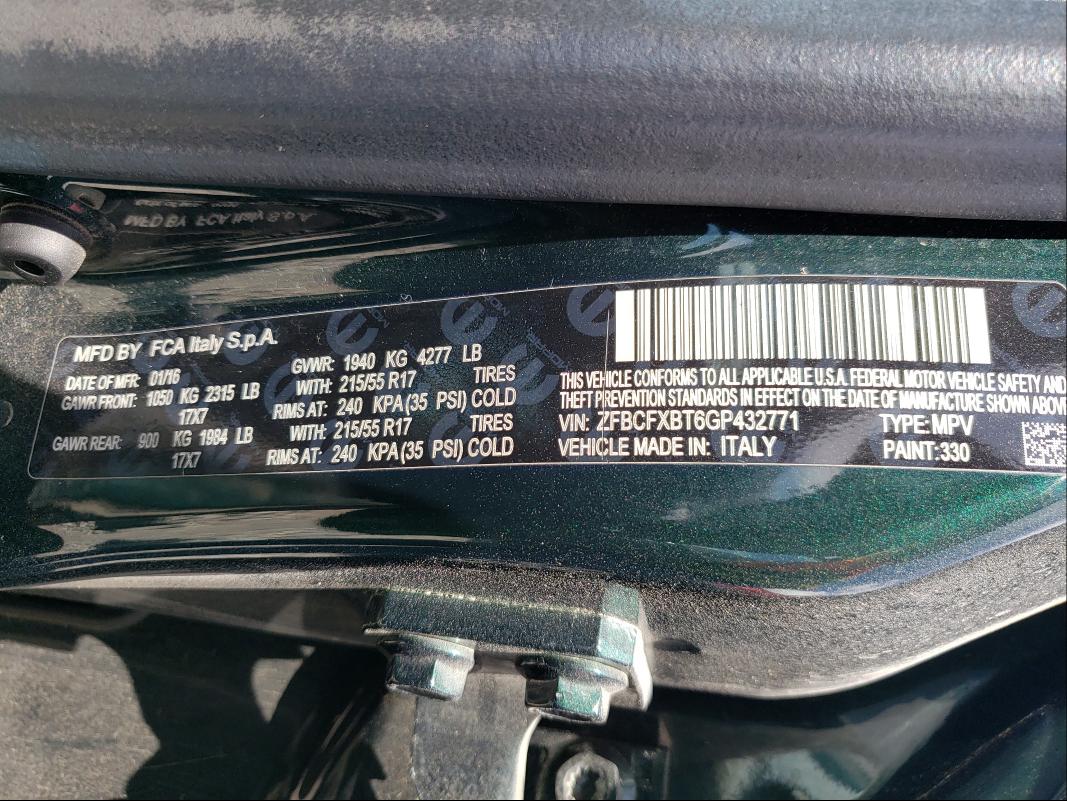 MFD BY FCA Italy S.p.A.
DATE OF MFR: 01/16
GVWR: 1940 KG 4277 LB
GAWR FRONT: 1050 KG 2315 LB
WITH: 215/55 R17 TIRES
17X7
RIMS AT: 240 KPA(35 PSI) COLD
GAWR REAR: 900 KG 1984 LB
WITH: 215/55 R17 TIRES
17X7
RIMS AT: 240 KPA(35 PSI) COLD
THIS VEHICLE CONFORMS TO ALL APPLICABLE U.S.A. FEDERAL MOTOR VEHICLE SAFETY AND
THEFT PREVENTION STANDARDS IN EFFECT ON THE DATE OF MANUFACTURE SHOWN ABOVE
VIN: ZFBCFXBT6GP432771 TYPE: MPV
VEHICLE MADE IN: ITALY PAINT: 330